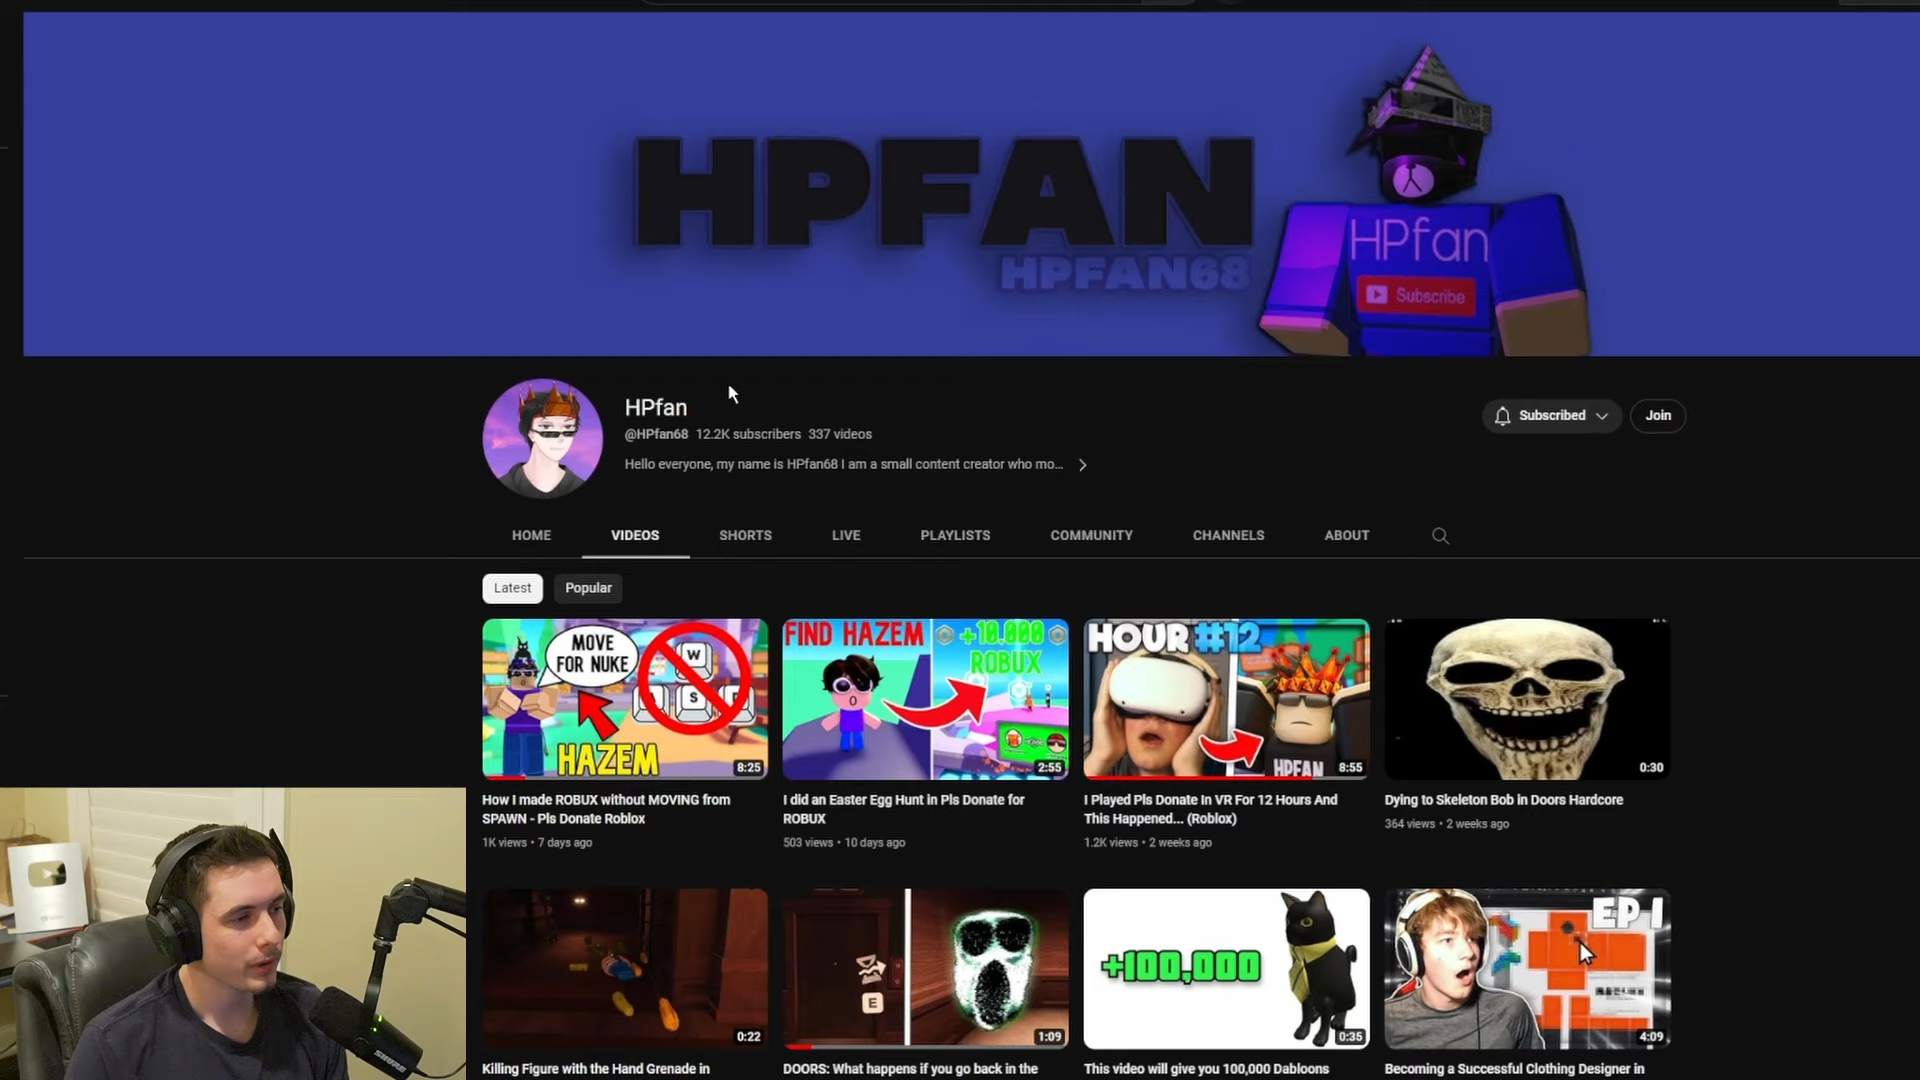 HPFAN
HPFAN68
HPfan
Subscribe
HPfan
@HPfan68 12.2K subscribers 337 videos
Hello everyone, my name is HPfan68 I am a small content creator who mo...
Subscribed
Join
HOME
VIDEOS
SHORTS
LIVE
PLAYLISTS
COMMUNITY
CHANNELS
ABOUT
Latest
Popular
MOVE
FOR NUKE
W
S
HAZEM
8:25
FIND HAZEM
+10.000
ROBUX
2:55
HOUR #12
HPFAN
8:55
0:30
How I made ROBUX without MOVING from
SPAWN - Pls Donate Roblox
1K views • 7 days ago
I did an Easter Egg Hunt in Pls Donate for
ROBUX
503 views • 10 days ago
I Played Pls Donate In VR For 12 Hours And
This Happened... (Roblox)
1.2K views • 2 weeks ago
Dying to Skeleton Bob in Doors Hardcore
364 views • 2 weeks ago
0:22
E
1:09
+100,000
0:35
EP 1
4:09
Killing Figure with the Hand Grenade in
DOORS: What happens if you go back in the
This video will give you 100,000 Dabloons
Becoming a Successful Clothing Designer in
SHURE